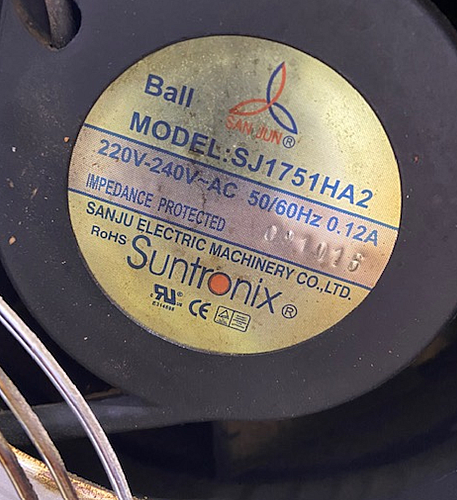 Ball
SAN JUN®
MODEL:SJ1751HA2
220V-240V~AC 50/60Hz 0.12A
IMPEDANCE PROTECTED
SANJU ELECTRIC MACHINERY CO.,LTD.
RoHS
Suntronix®
CE